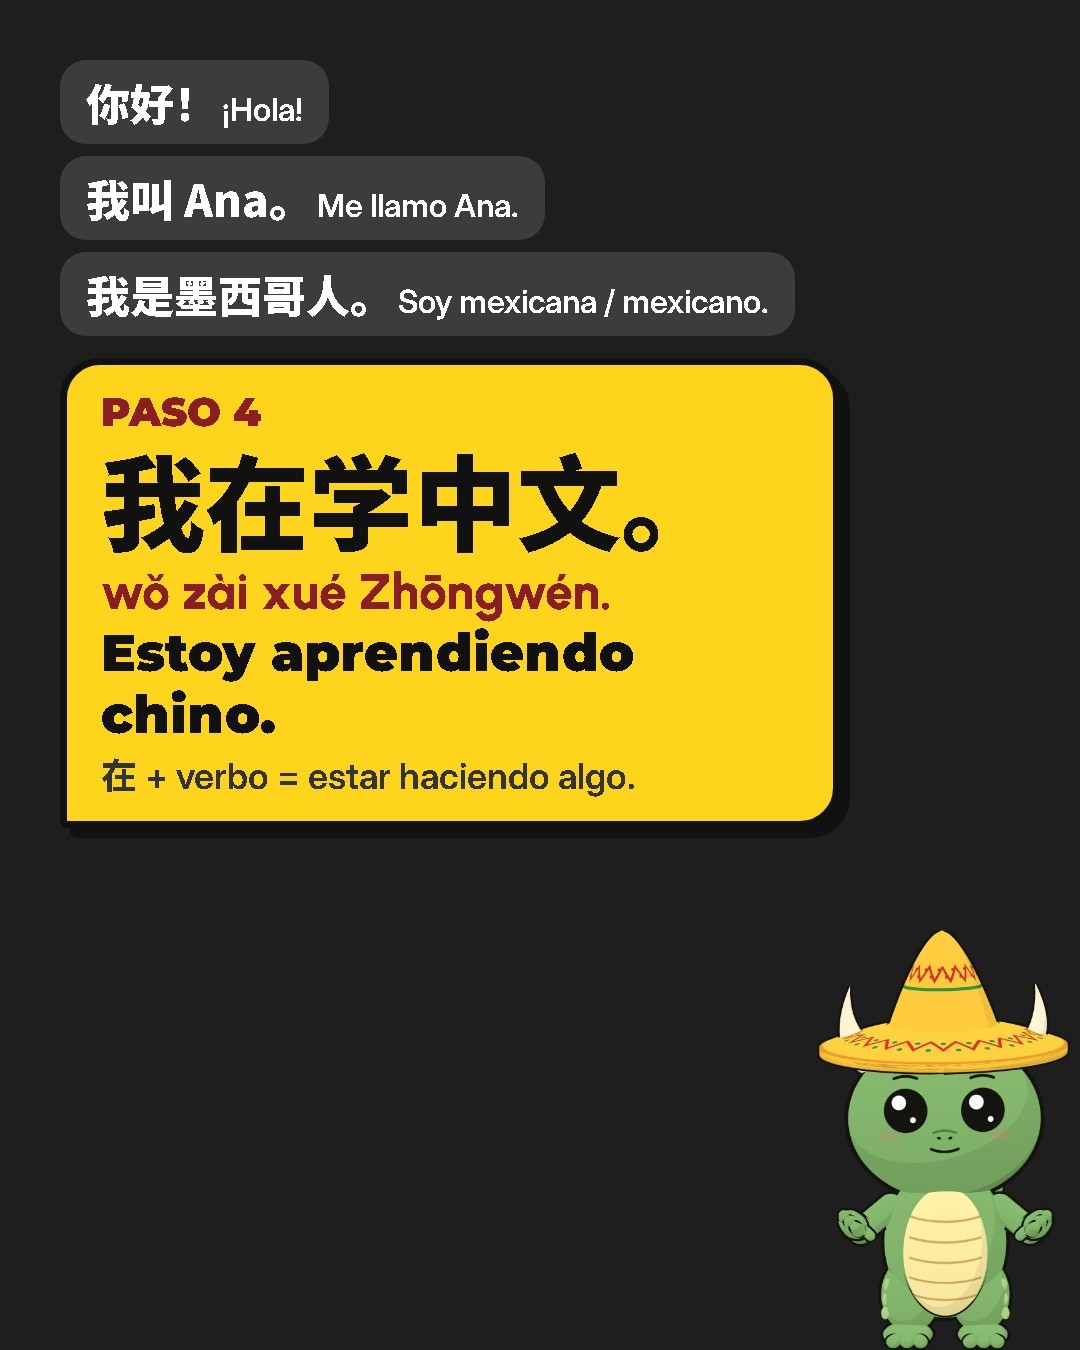 你好！ ¡Hola!
我叫 Ana。 Me llamo Ana.
我是墨西哥人。 Soy mexicana / mexicano.
PASO 4
我在学中文。
wǒ zài xué Zhōngwén.
Estoy aprendiendo
chino.
在 + verbo = estar haciendo algo.